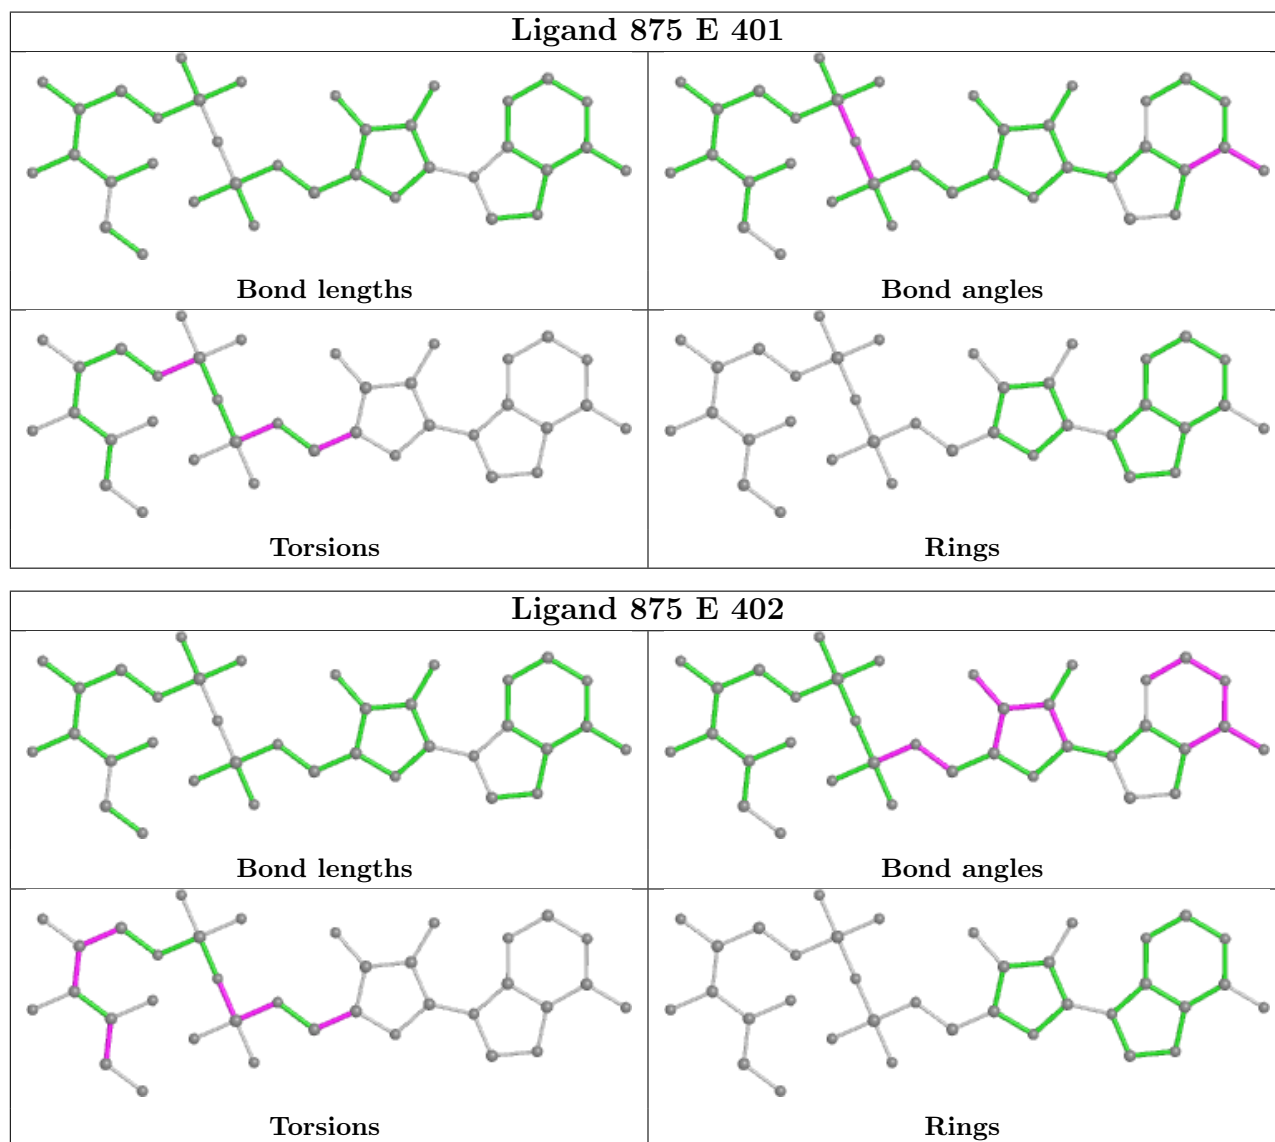 Ligand 875 E 401
Bond lengths
Bond angles
Torsions
Rings
Ligand 875 E 402
Bond lengths
Bond angles
Torsions
Rings